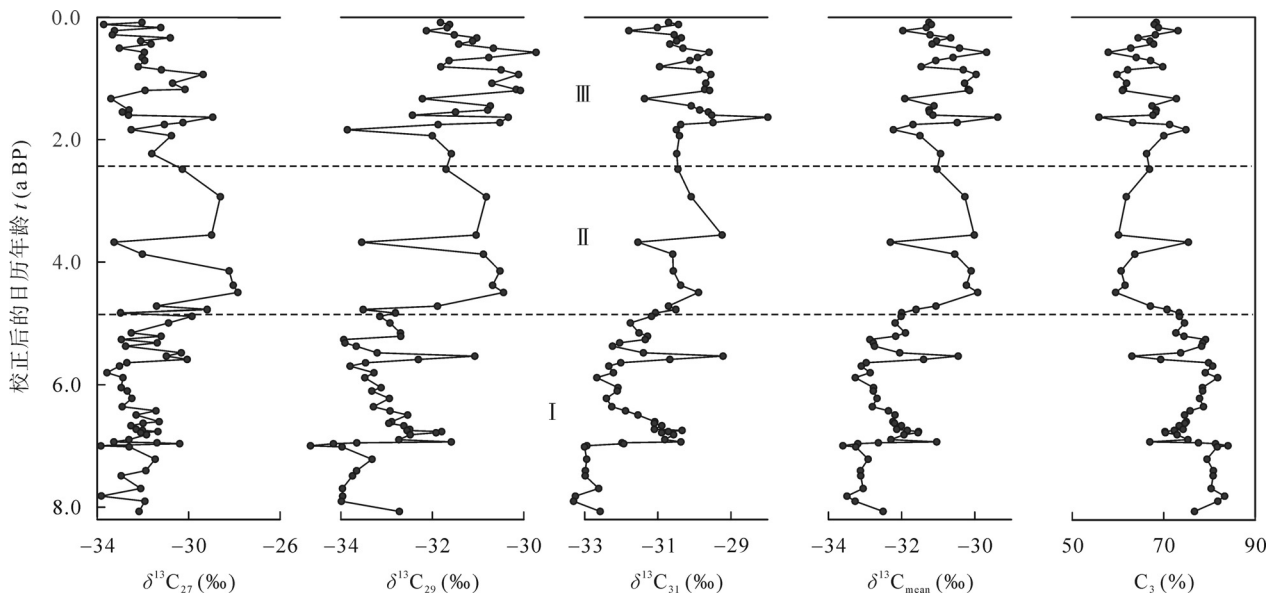 0.0
2.0
4.0
6.0
8.0
校正后的日历年龄 t (a BP)
Ⅲ
Ⅱ
Ⅰ
−34 −30 −26
−34 −32 −30
−33 −31 −29
−34 −32 −30
50 70 90
δ¹³C₂₇ (‰)
δ¹³C₂₉ (‰)
δ¹³C₃₁ (‰)
δ¹³Cₘₑₐₙ (‰)
C₃ (%)